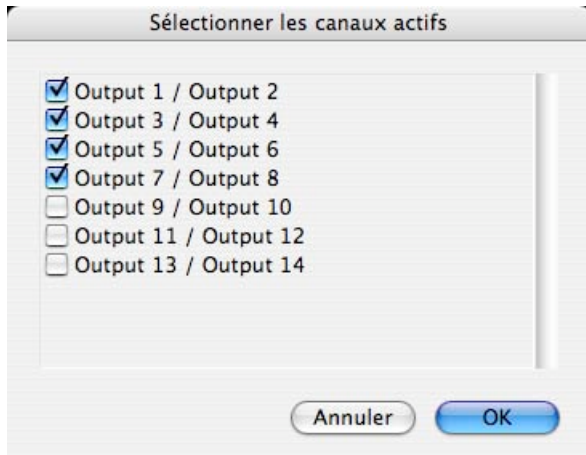 Sélectionner les canaux actifs
Output 1 / Output 2
Output 3 / Output 4
Output 5 / Output 6
Output 7 / Output 8
Output 9 / Output 10
Output 11 / Output 12
Output 13 / Output 14
Annuler OK